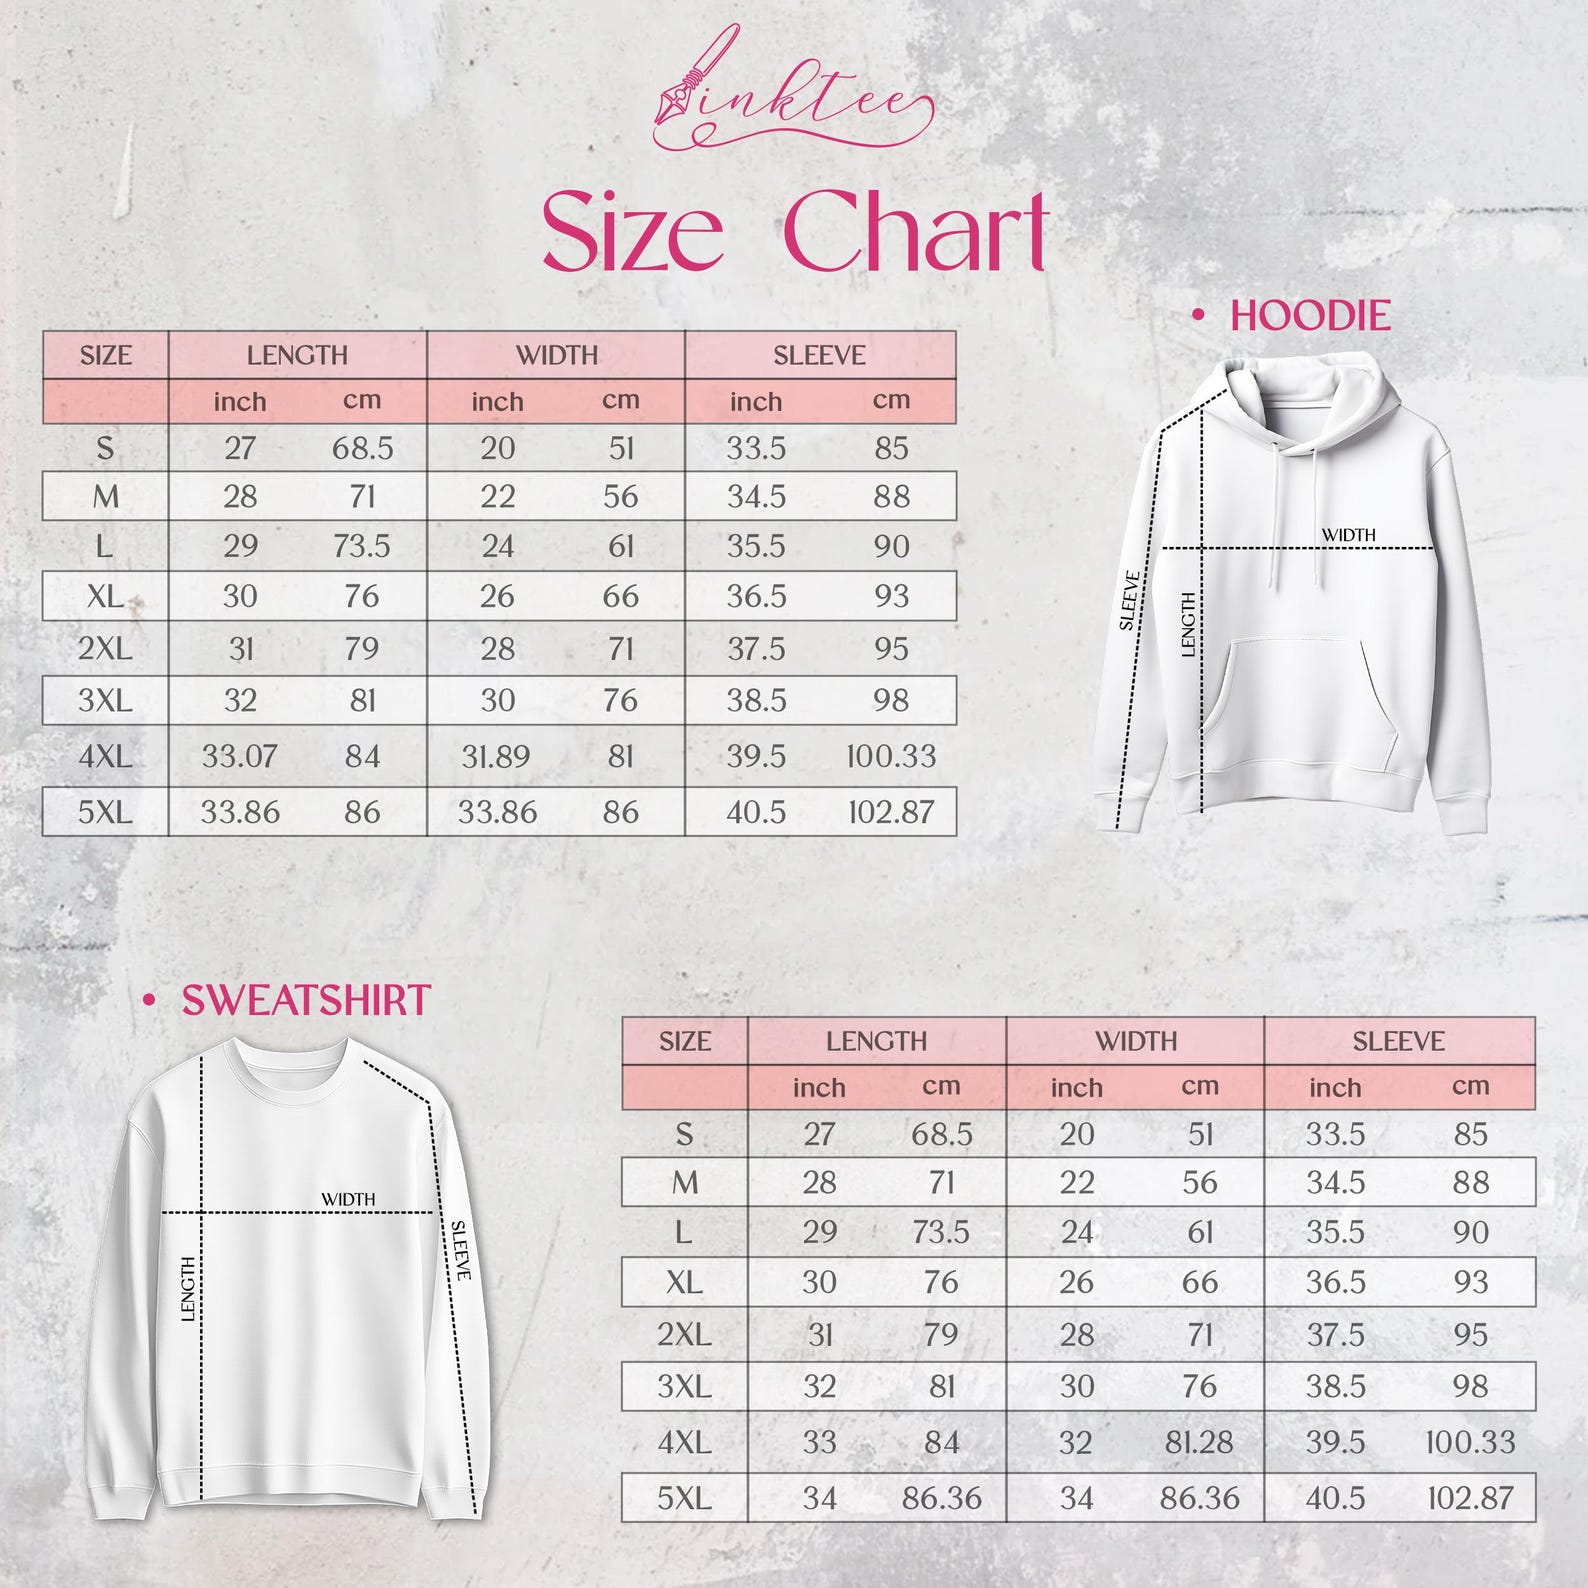 inktee
Size Chart
• HOODIE
SIZE LENGTH WIDTH SLEEVE
inch cm inch cm inch cm
S 27 68.5 20 51 33.5 85
M 28 71 22 56 34.5 88
L 29 73.5 24 61 35.5 90
XL 30 76 26 66 36.5 93
2XL 31 79 28 71 37.5 95
3XL 32 81 30 76 38.5 98
4XL 33.07 84 31.89 81 39.5 100.33
5XL 33.86 86 33.86 86 40.5 102.87
WIDTH
SLEEVE
LENGTH
• SWEATSHIRT
WIDTH
SLEEVE
LENGTH
SIZE LENGTH WIDTH SLEEVE
inch cm inch cm inch cm
S 27 68.5 20 51 33.5 85
M 28 71 22 56 34.5 88
L 29 73.5 24 61 35.5 90
XL 30 76 26 66 36.5 93
2XL 31 79 28 71 37.5 95
3XL 32 81 30 76 38.5 98
4XL 33 84 32 81.28 39.5 100.33
5XL 34 86.36 34 86.36 40.5 102.87